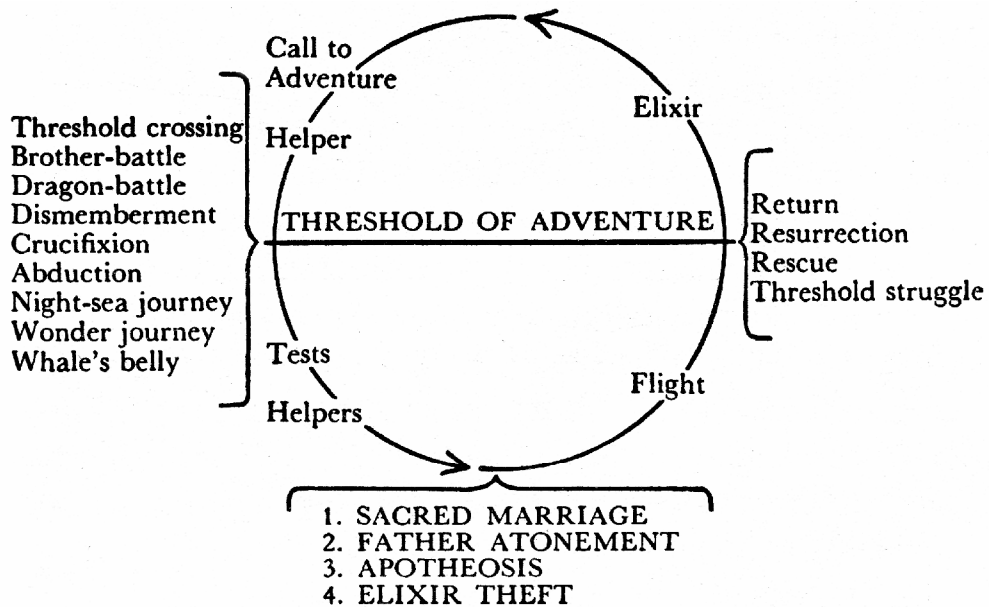 Call to
Adventure
Helper
Threshold crossing
Brother-battle
Dragon-battle
Dismemberment
Crucifixion
Abduction
Night-sea journey
Wonder journey
Whale's belly
THRESHOLD OF ADVENTURE
Elixir
Return
Resurrection
Rescue
Threshold struggle
Tests
Helpers
Flight
1. SACRED MARRIAGE
2. FATHER ATONEMENT
3. APOTHEOSIS
4. ELIXIR THEFT